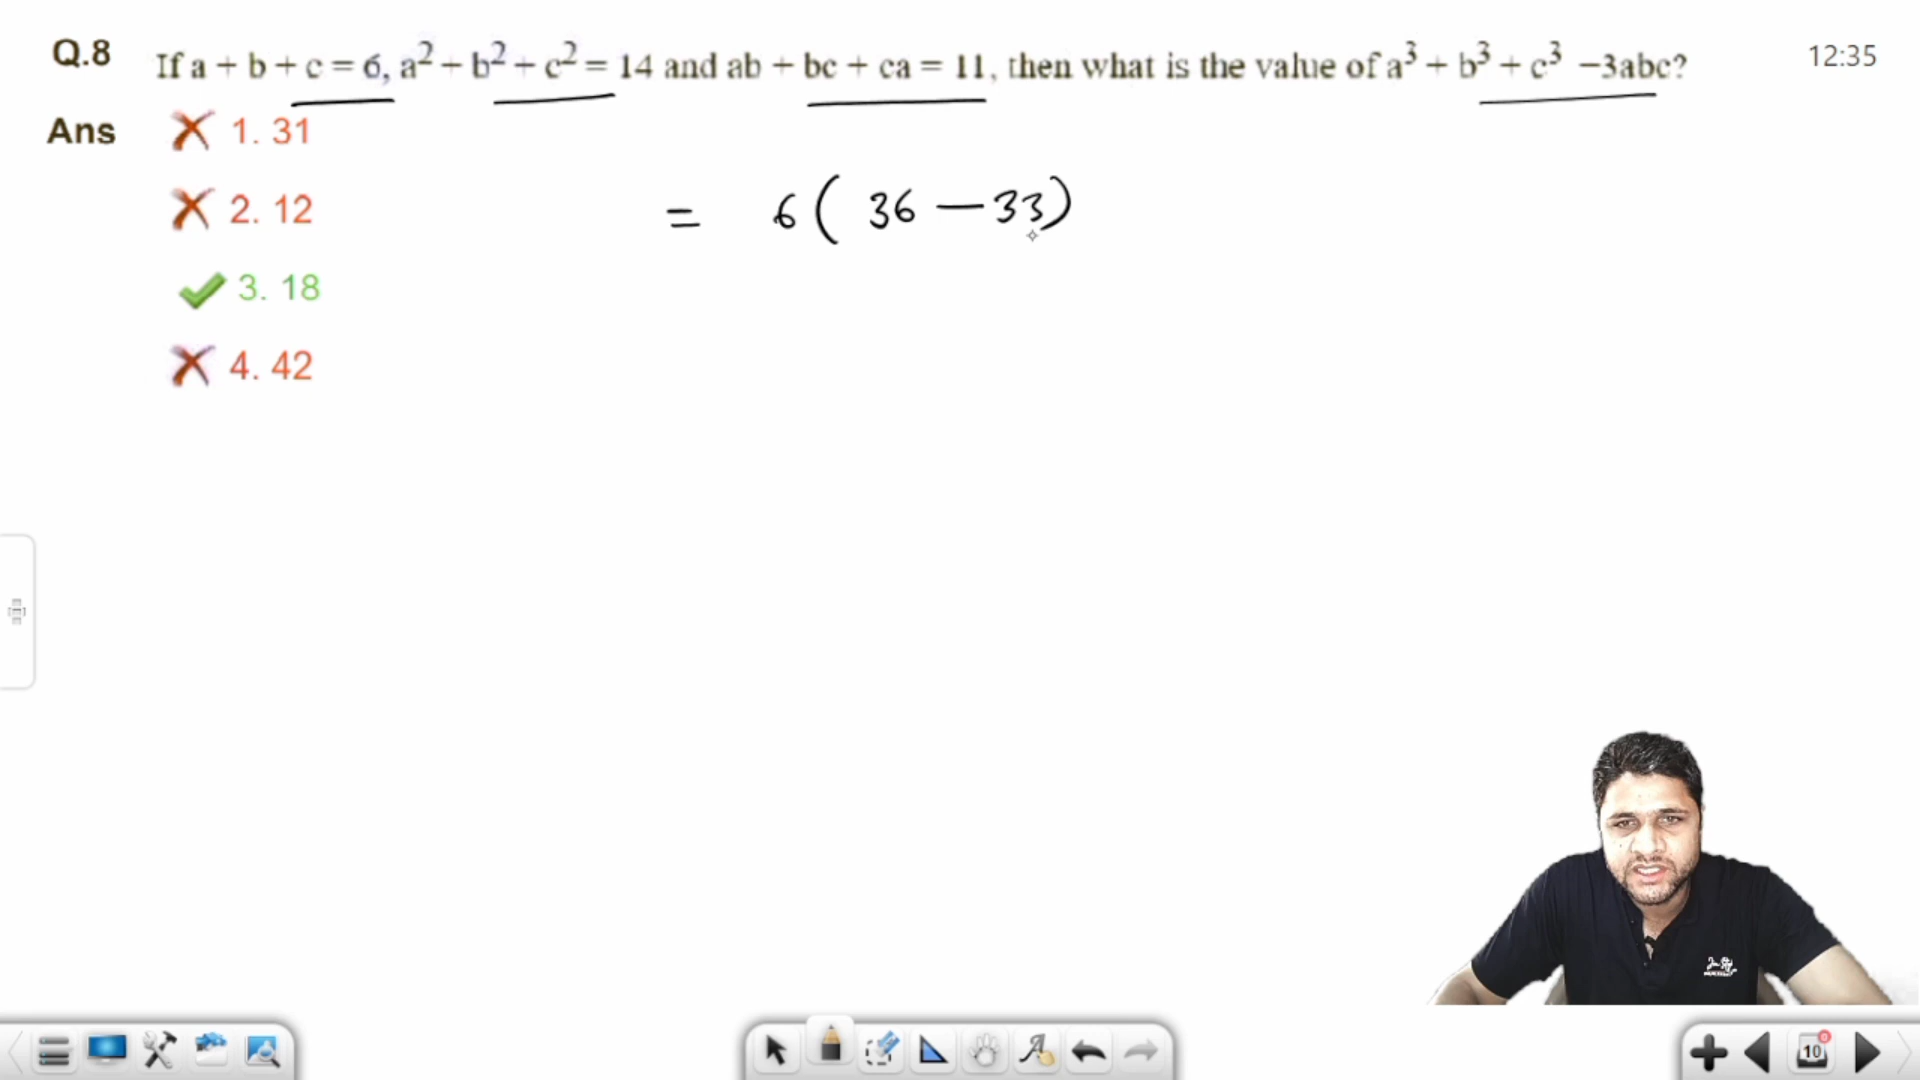 Q.8 If a + b + c = 6, a² + b² + c² = 14 and ab + bc + ca = 11, then what is the value of a³ + b³ + c³ −3abc? 12:35
Ans 1. 31
2. 12
= 6( 36 — 33)
3. 18
4. 42
10
0